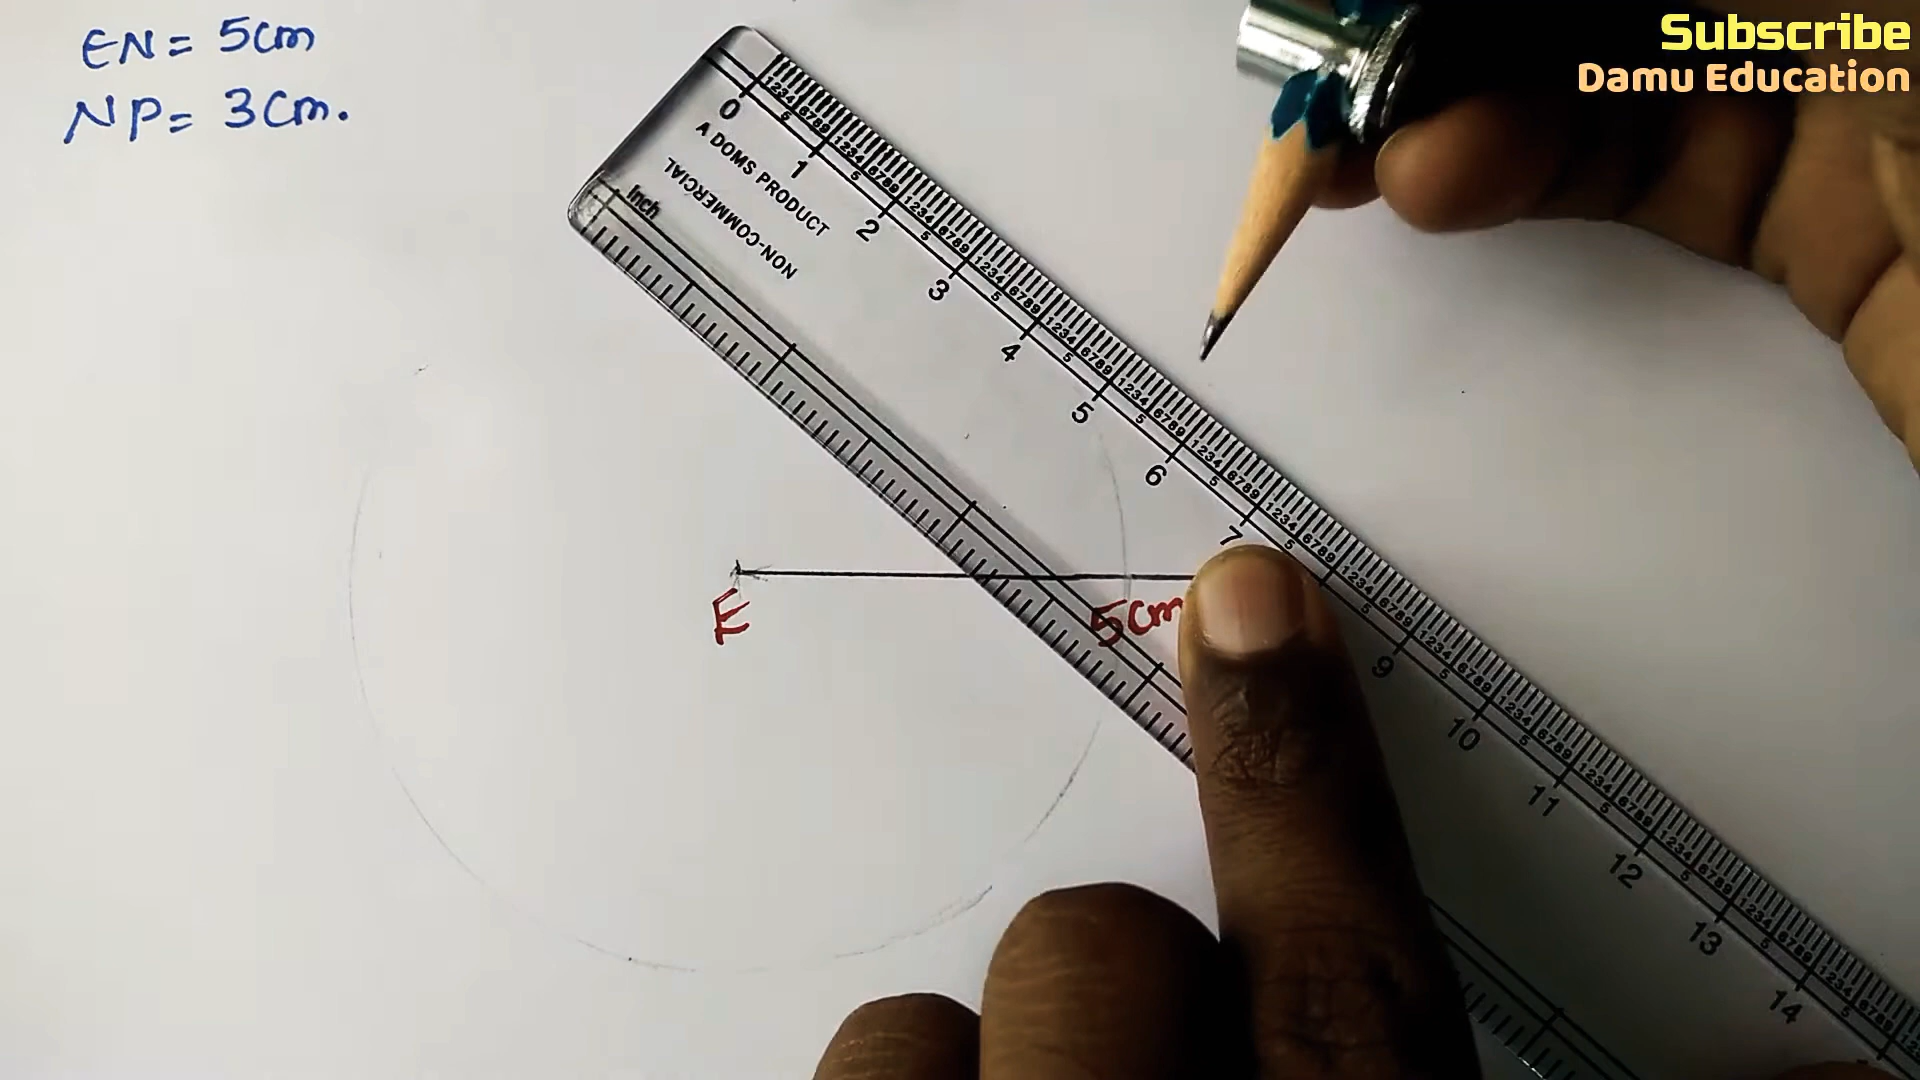 EN = 5cm
NP = 3cm.
Subscribe
Damu Education
0 1 2 3 4 5 6 7 9 10 11 12 13 14
A DOMS PRODUCT
NON-COMMERCIAL
Inch
E
5cm